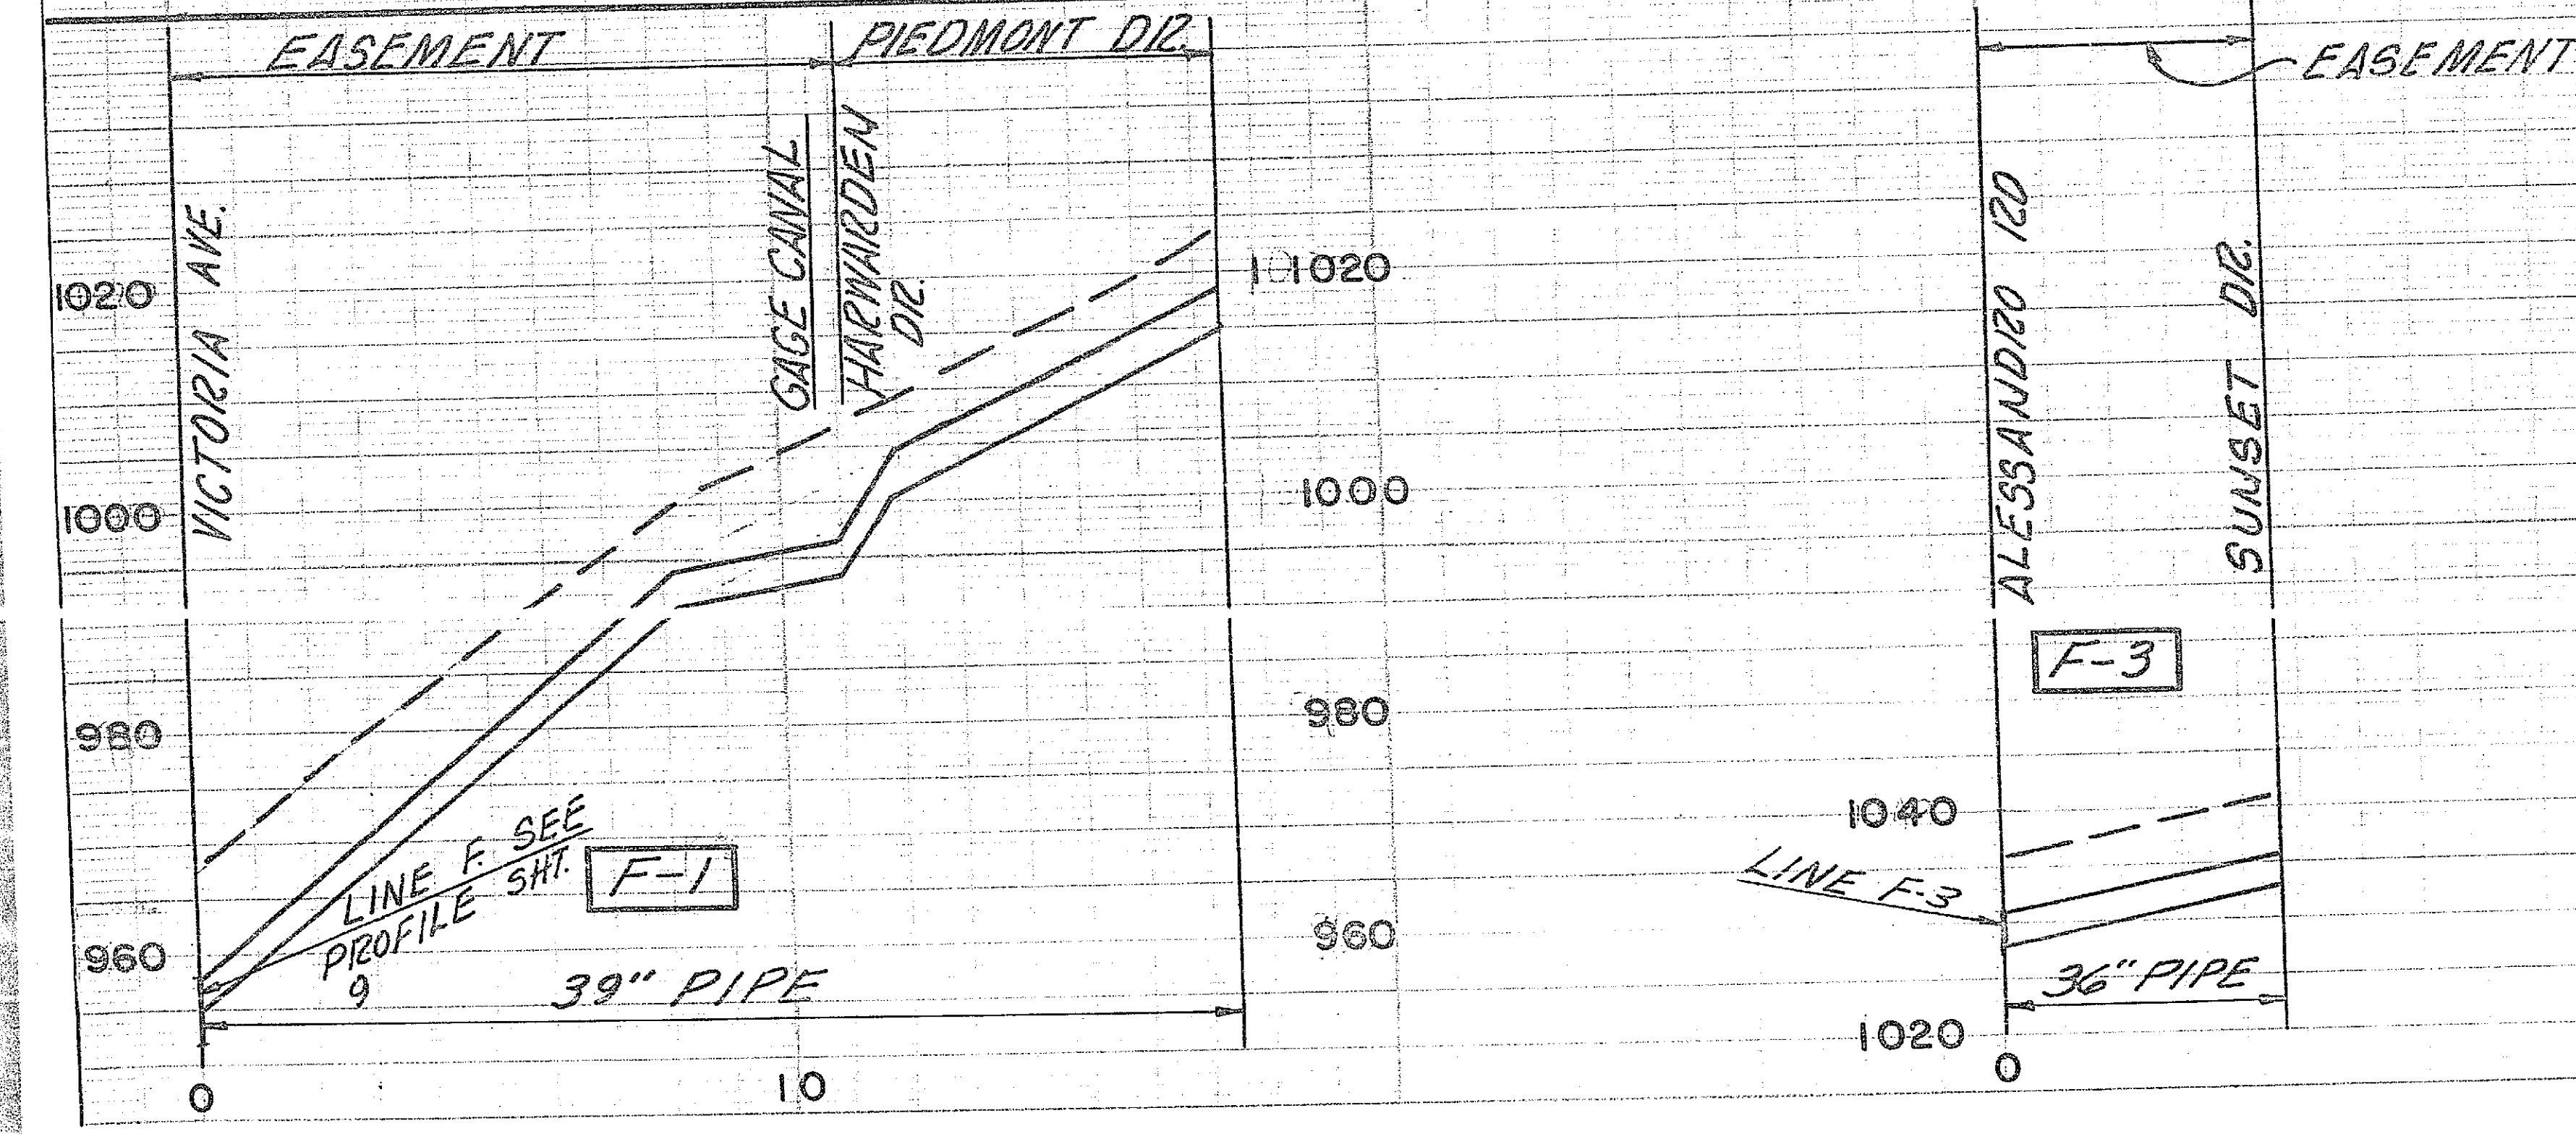 EASEMENT
PIEDMONT DR.
EASEMENT
VICTORIA AVE.
GAGE CANAL
HARWARDEN
DR.
ALESSANDRO RD
SUNSET DR.
1020
1000
980
960
1020
1000
980
960
LINE F. SEE
PROFILE SHT.
9
F-1
39" PIPE
0
10
F-3
1040
LINE F-3
36" PIPE
1020
0